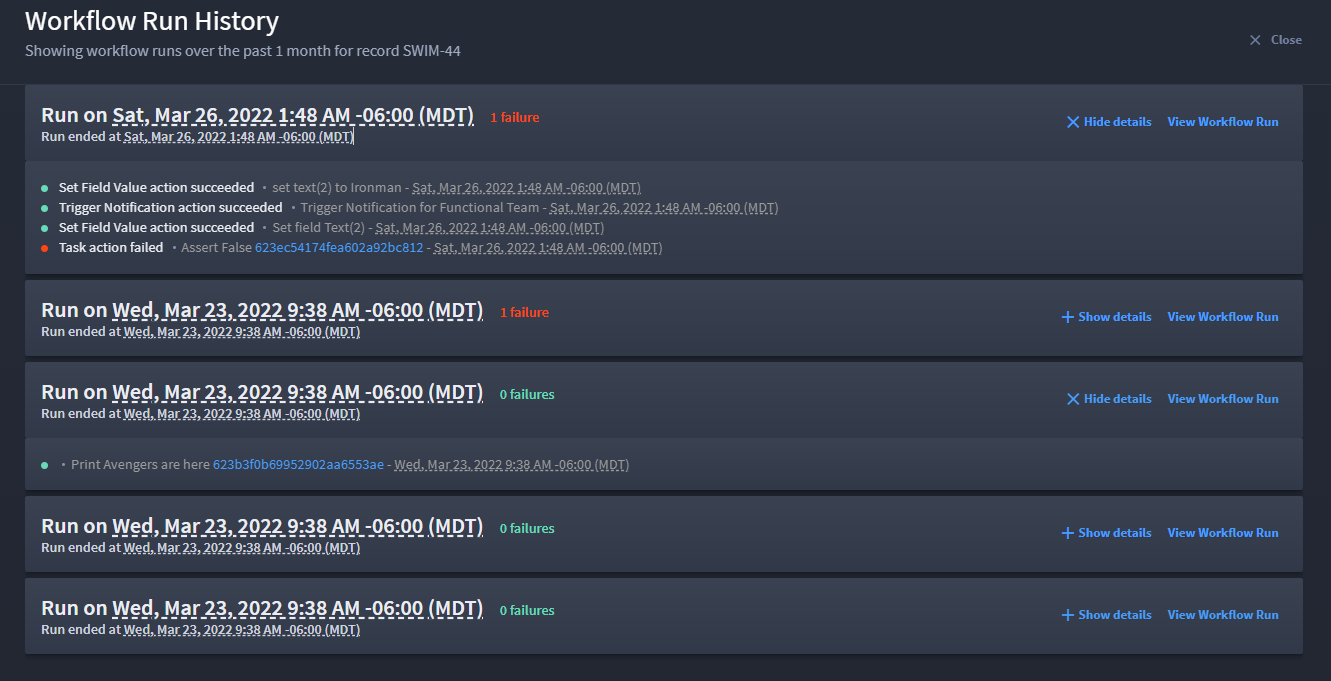 Workflow Run History
Showing workflow runs over the past 1 month for record SWIM-44
Close
Run on Sat, Mar 26, 2022 1:48 AM -06:00 (MDT) 1 failure
Run ended at Sat, Mar 26, 2022 1:48 AM -06:00 (MDT)
Hide details View Workflow Run
Set Field Value action succeeded • set text(2) to Ironman - Sat, Mar 26, 2022 1:48 AM -06:00 (MDT)
Trigger Notification action succeeded • Trigger Notification for Functional Team - Sat, Mar 26, 2022 1:48 AM -06:00 (MDT)
Set Field Value action succeeded • Set field Text(2) - Sat, Mar 26, 2022 1:48 AM -06:00 (MDT)
Task action failed • Assert False 623ec54174fea602a92bc812 - Sat, Mar 26, 2022 1:48 AM -06:00 (MDT)
Run on Wed, Mar 23, 2022 9:38 AM -06:00 (MDT) 1 failure
Run ended at Wed, Mar 23, 2022 9:38 AM -06:00 (MDT)
Show details View Workflow Run
Run on Wed, Mar 23, 2022 9:38 AM -06:00 (MDT) 0 failures
Run ended at Wed, Mar 23, 2022 9:38 AM -06:00 (MDT)
Hide details View Workflow Run
• Print Avengers are here 623b3f0b69952902aa6553ae - Wed, Mar 23, 2022 9:38 AM -06:00 (MDT)
Run on Wed, Mar 23, 2022 9:38 AM -06:00 (MDT) 0 failures
Run ended at Wed, Mar 23, 2022 9:38 AM -06:00 (MDT)
Show details View Workflow Run
Run on Wed, Mar 23, 2022 9:38 AM -06:00 (MDT) 0 failures
Run ended at Wed, Mar 23, 2022 9:38 AM -06:00 (MDT)
Show details View Workflow Run